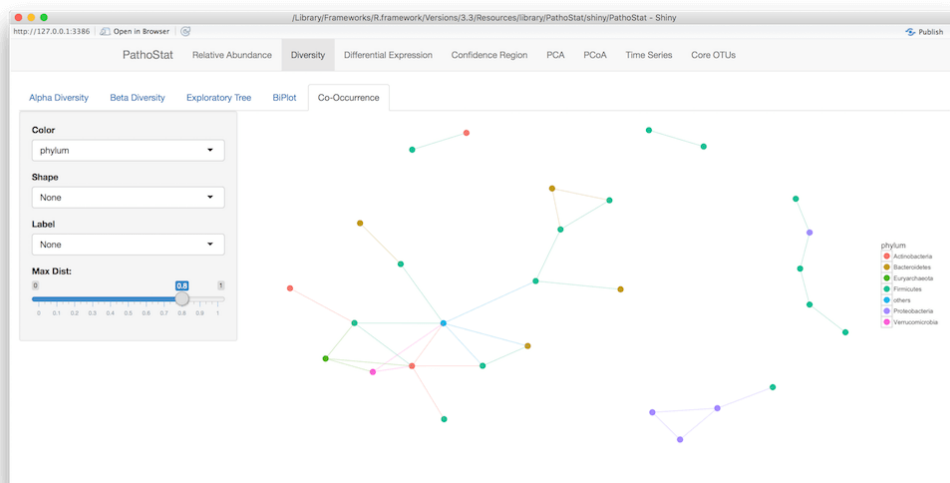 /Library/Frameworks/R.framework/Versions/3.3/Resources/library/PathoStat/shiny/PathoStat - Shiny
http://127.0.0.1:3386 Open in Browser Publish
PathoStat Relative Abundance Diversity Differential Expression Confidence Region PCA PCoA Time Series Core OTUs
Alpha Diversity Beta Diversity Exploratory Tree BiPlot Co-Occurrence
Color
phylum
Shape
None
Label
None
Max Dist:
0 0.8 1
0 0.1 0.2 0.3 0.4 0.5 0.6 0.7 0.8 0.9 1
phylum
Actinobacteria
Bacteroidetes
Euryarchaeota
Firmicutes
others
Proteobacteria
Verrucomicrobia